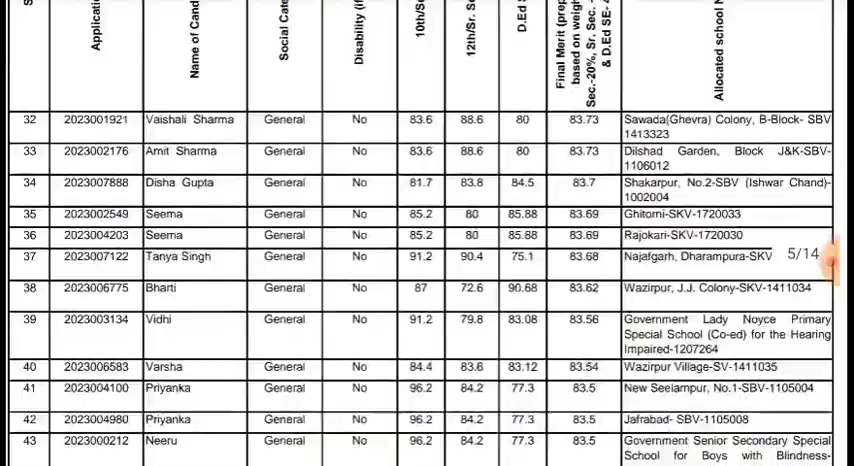 S
Applicati
Name of Cand
Social Cate
Disability (if
10th/Se
12th/Sr. Se
D.Ed S
Final Merit (prep
based on weigh
Sec.-20%, Sr. Sec. -
& D.Ed SE- 4
Allocated school N
32 2023001921 Vaishali Sharma General No 83.6 88.6 80 83.73 Sawada(Ghevra) Colony, B-Block- SBV
1413323
33 2023002176 Amit Sharma General No 83.6 88.6 80 83.73 Dilshad Garden, Block J&K-SBV-
1106012
34 2023007888 Disha Gupta General No 81.7 83.8 84.5 83.7 Shakarpur, No.2-SBV (Ishwar Chand)-
1002004
35 2023002549 Seema General No 85.2 80 85.88 83.69 Ghitorni-SKV-1720033
36 2023004203 Seema General No 85.2 80 85.88 83.69 Rajokari-SKV-1720030
37 2023007122 Tanya Singh General No 91.2 90.4 75.1 83.68 Najafgarh, Dharampura-SKV
5/14
38 2023006775 Bharti General No 87 72.6 90.68 83.62 Wazirpur, J.J. Colony-SKV-1411034
39 2023003134 Vidhi General No 91.2 79.8 83.08 83.56 Government Lady Noyce Primary
Special School (Co-ed) for the Hearing
Impaired-1207264
40 2023006583 Varsha General No 84.4 83.6 83.12 83.54 Wazirpur Village-SV-1411035
41 2023004100 Priyanka General No 96.2 84.2 77.3 83.5 New Seelampur, No.1-SBV-1105004
42 2023004980 Priyanka General No 96.2 84.2 77.3 83.5 Jafrabad- SBV-1105008
43 2023000212 Neeru General No 96.2 84.2 77.3 83.5 Government Senior Secondary Special
School for Boys with Blindness-